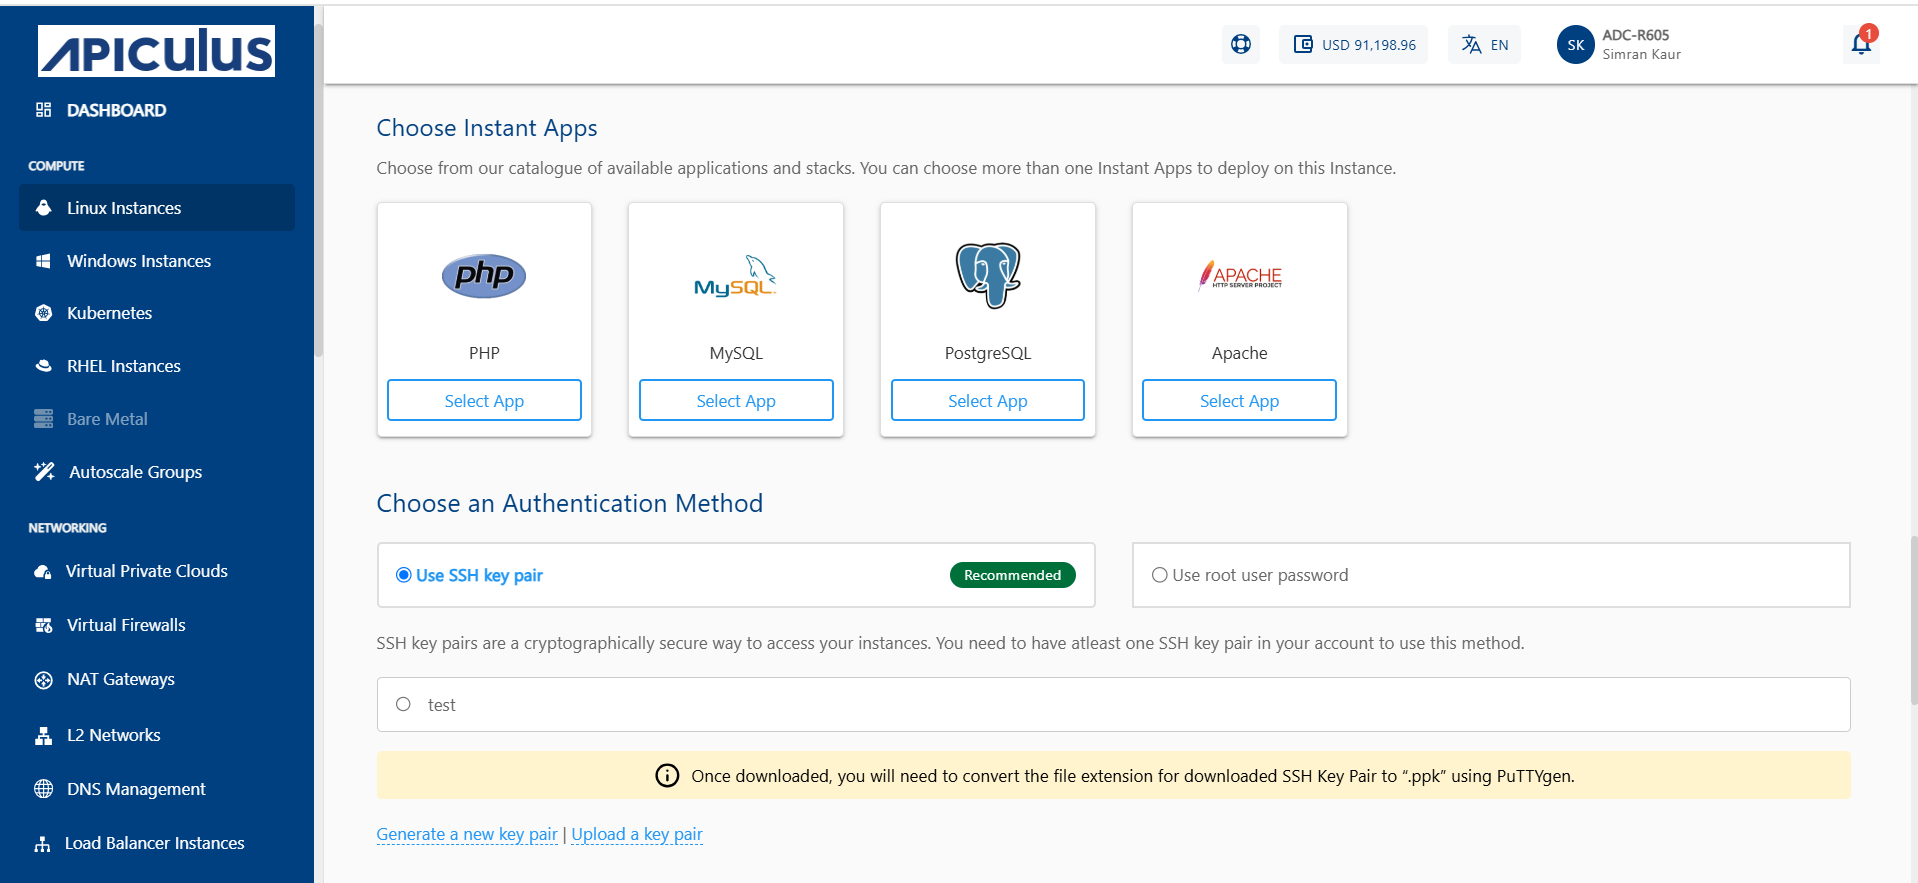 APICULUS
USD 91,198.96
EN
SK
ADC-R605
Simran Kaur
1
DASHBOARD
COMPUTE
Linux Instances
Windows Instances
Kubernetes
RHEL Instances
Bare Metal
Autoscale Groups
NETWORKING
Virtual Private Clouds
Virtual Firewalls
NAT Gateways
L2 Networks
DNS Management
Load Balancer Instances
Choose Instant Apps
Choose from our catalogue of available applications and stacks. You can choose more than one Instant Apps to deploy on this Instance.
php
PHP
Select App
MySQL
MySQL
Select App
PostgreSQL
Select App
APACHE
HTTP SERVER PROJECT
Apache
Select App
Choose an Authentication Method
Use SSH key pair
Recommended
Use root user password
SSH key pairs are a cryptographically secure way to access your instances. You need to have atleast one SSH key pair in your account to use this method.
test
Once downloaded, you will need to convert the file extension for downloaded SSH Key Pair to “.ppk” using PuTTYgen.
Generate a new key pair | Upload a key pair